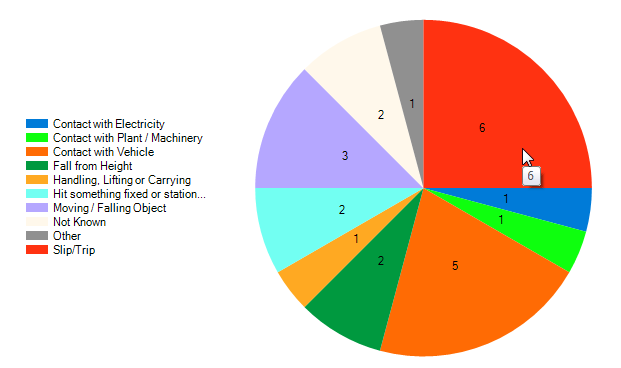 Contact with Electricity
Contact with Plant / Machinery
Contact with Vehicle
Fall from Height
Handling, Lifting or Carrying
Hit something fixed or station...
Moving / Falling Object
Not Known
Other
Slip/Trip
1
2
6
3
6
1
2
1
1
5
2